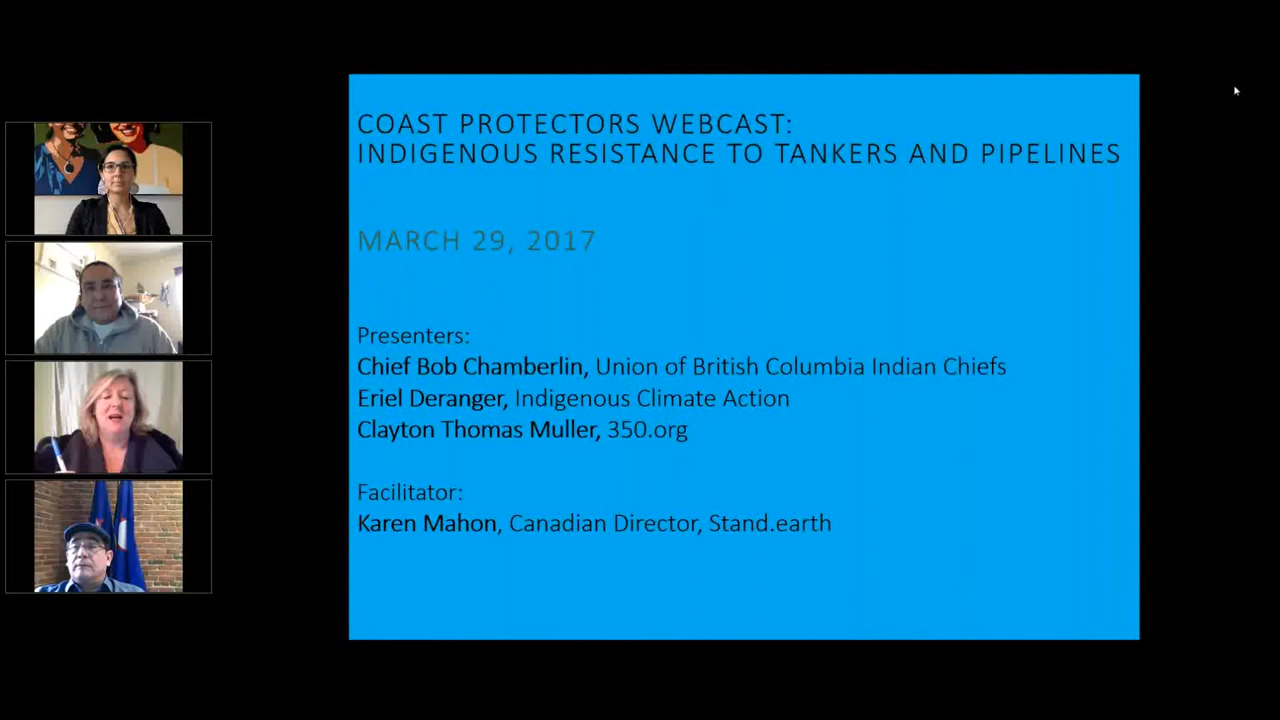 COAST PROTECTORS WEBCAST:
INDIGENOUS RESISTANCE TO TANKERS AND PIPELINES
MARCH 29, 2017
Presenters:
Chief Bob Chamberlin, Union of British Columbia Indian Chiefs
Eriel Deranger, Indigenous Climate Action
Clayton Thomas Muller, 350.org
Facilitator:
Karen Mahon, Canadian Director, Stand.earth